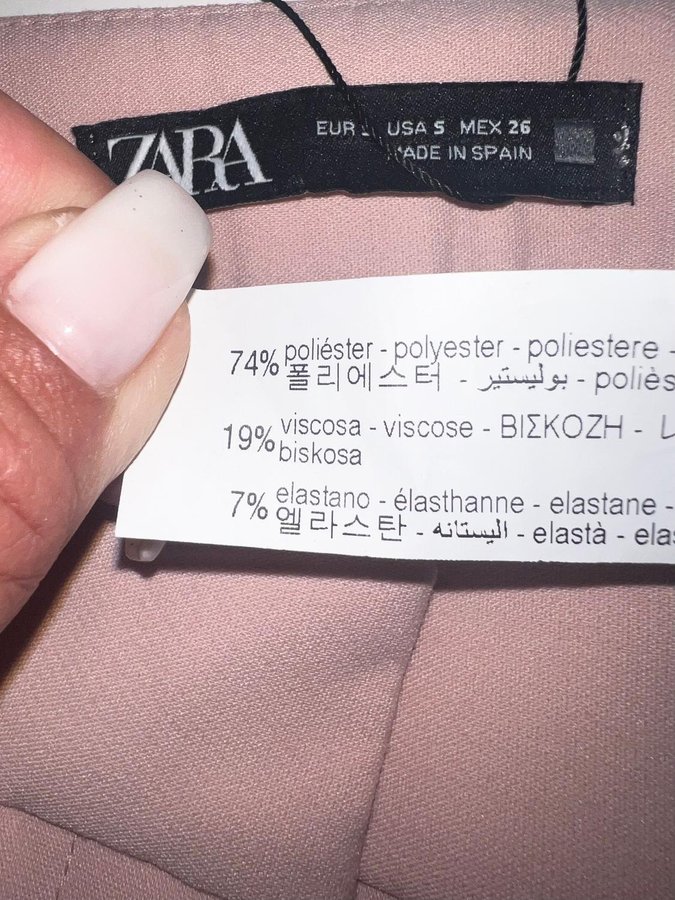 ZARA
EUR USA S MEX 26
MADE IN SPAIN
74% poliéster - polyester - poliestere -
폴리에스터 - بوليستير - poliès
19% viscosa - viscose - ΒΙΣΚΟΖΗ -
biskosa
7% elastano - élasthanne - elastane -
엘라스탄 - اليستانه - elastà - elas